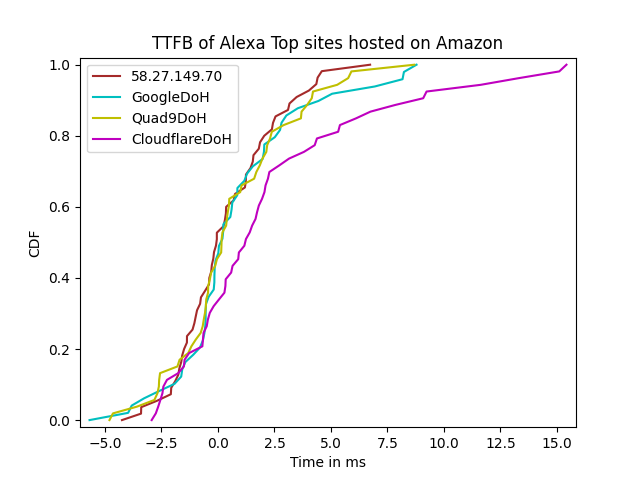 TTFB of Alexa Top sites hosted on Amazon
58.27.149.70
GoogleDoH
Quad9DoH
CloudflareDoH
CDF
1.0
0.8
0.6
0.4
0.2
0.0
−5.0 −2.5 0.0 2.5 5.0 7.5 10.0 12.5 15.0
Time in ms